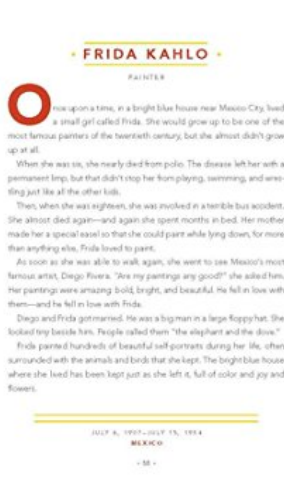 FRIDA KAHLO
PAINTER
Once upon a time, in a bright blue house near Mexico City, lived
a small girl called Frida. She would grow up to be one of the
most famous painters of the twentieth century, but she almost didn't grow
up at all.
When she was six, she nearly died from polio. The disease left her with a
permanent limp, but that didn't stop her from playing, swimming, and wres-
tling just like all the other kids.
Then, when she was eighteen, she was involved in a terrible bus accident.
She almost died again—and again she spent months in bed. Her mother
made her a special easel so that she could paint while lying down, for more
than anything else, Frida loved to paint.
As soon as she was able to walk again, she went to see Mexico's most
famous artist, Diego Rivera. "Are my paintings any good?" she asked him.
Her paintings were amazing: bold, bright, and beautiful. He fell in love with
them—and he fell in love with Frida.
Diego and Frida got married. He was a big man in a large floppy hat. She
looked tiny beside him. People called them "the elephant and the dove."
Frida painted hundreds of beautiful self-portraits during her life, often
surrounded with the animals and birds that she kept. The bright blue house
where she lived has been kept just as she left it, full of color and joy and
flowers.
JULY 6, 1907–JULY 13, 1954
MEXICO